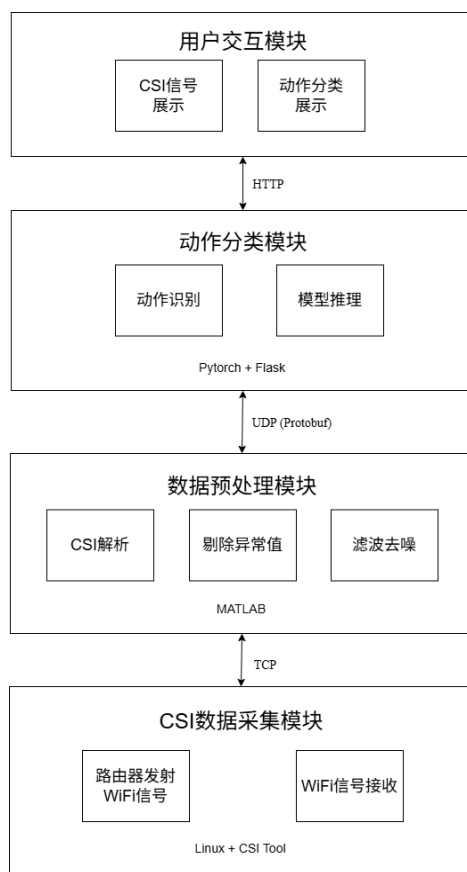 用户交互模块
CSI信号
展示
动作分类
展示
HTTP
动作分类模块
动作识别
模型推理
Pytorch + Flask
UDP (Protobuf)
数据预处理模块
CSI解析
剔除异常值
滤波去噪
MATLAB
TCP
CSI数据采集模块
路由器发射
WiFi信号
WiFi信号接收
Linux + CSI Tool